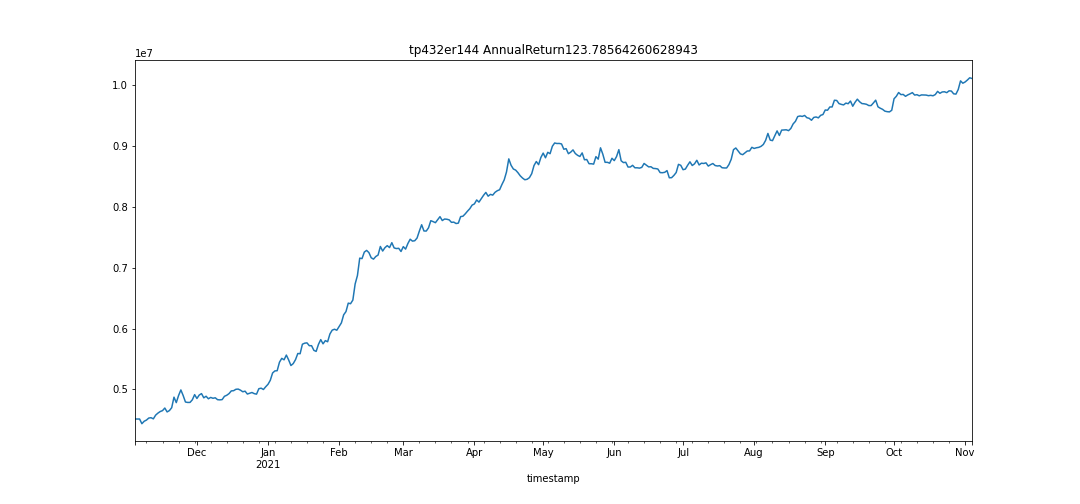 tp432er144 AnnualReturn123.78564260628943
1e7
1.0
0.9
0.8
0.7
0.6
0.5
Dec Jan Feb Mar Apr May Jun Jul Aug Sep Oct Nov
2021
timestamp